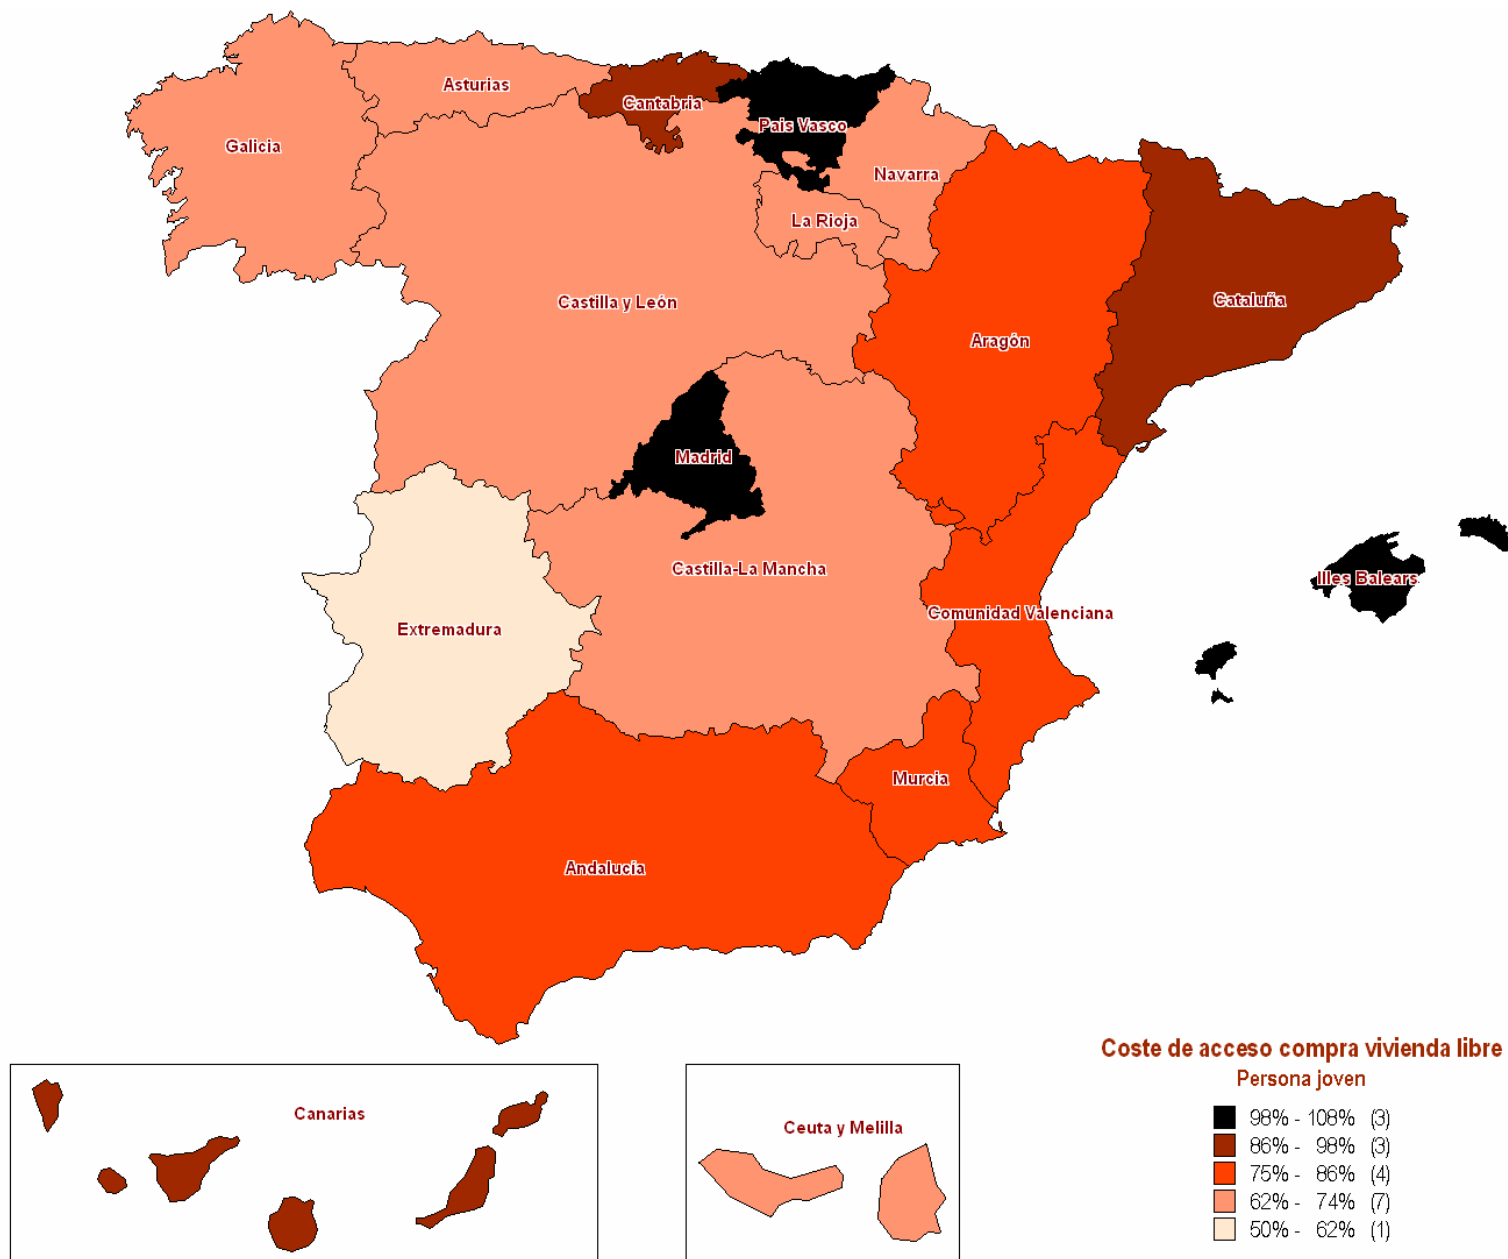 Asturias
Cantabria
Pais Vasco
Galicia
Navarra
La Rioja
Castilla y León
Cataluña
Aragón
Madrid
Castilla-La Mancha
Illes Balears
Comunidad Valenciana
Extremadura
Murcia
Andalucía
Coste de acceso compra vivienda libre
Persona joven
98% - 108% (3)
86% - 98% (3)
75% - 86% (4)
62% - 74% (7)
50% - 62% (1)
Canarias
Ceuta y Melilla